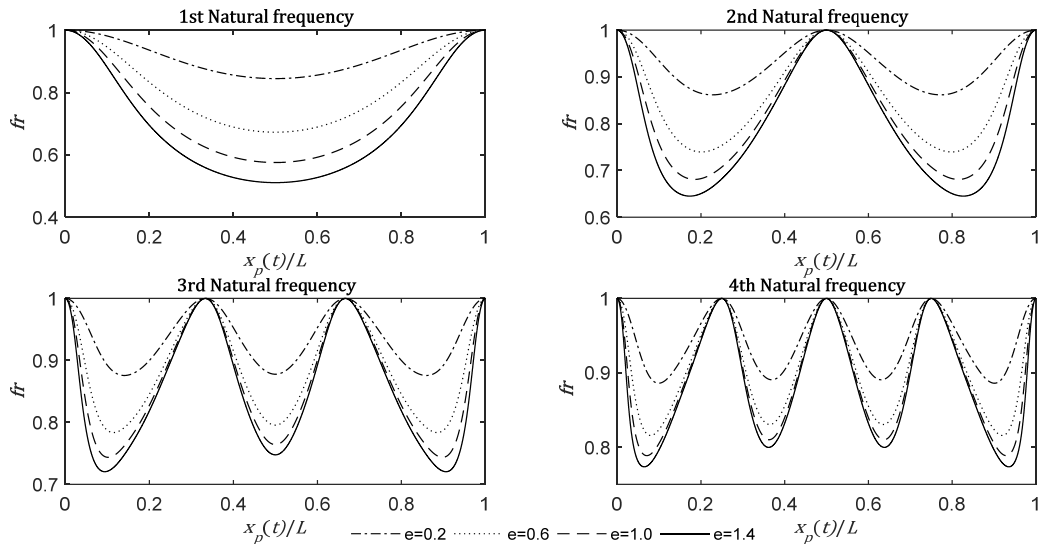 1st Natural frequency
1
0.8
0.6
0.4
fr
0 0.2 0.4 0.6 0.8 1
x_p(t)/L
2nd Natural frequency
1
0.9
0.8
0.7
0.6
fr
0 0.2 0.4 0.6 0.8 1
x_p(t)/L
3rd Natural frequency
1
0.9
0.8
0.7
fr
0 0.2 0.4 0.6 0.8 1
x_p(t)/L
4th Natural frequency
1
0.9
0.8
fr
0 0.2 0.4 0.6 0.8 1
x_p(t)/L
e=0.2 e=0.6 e=1.0 e=1.4